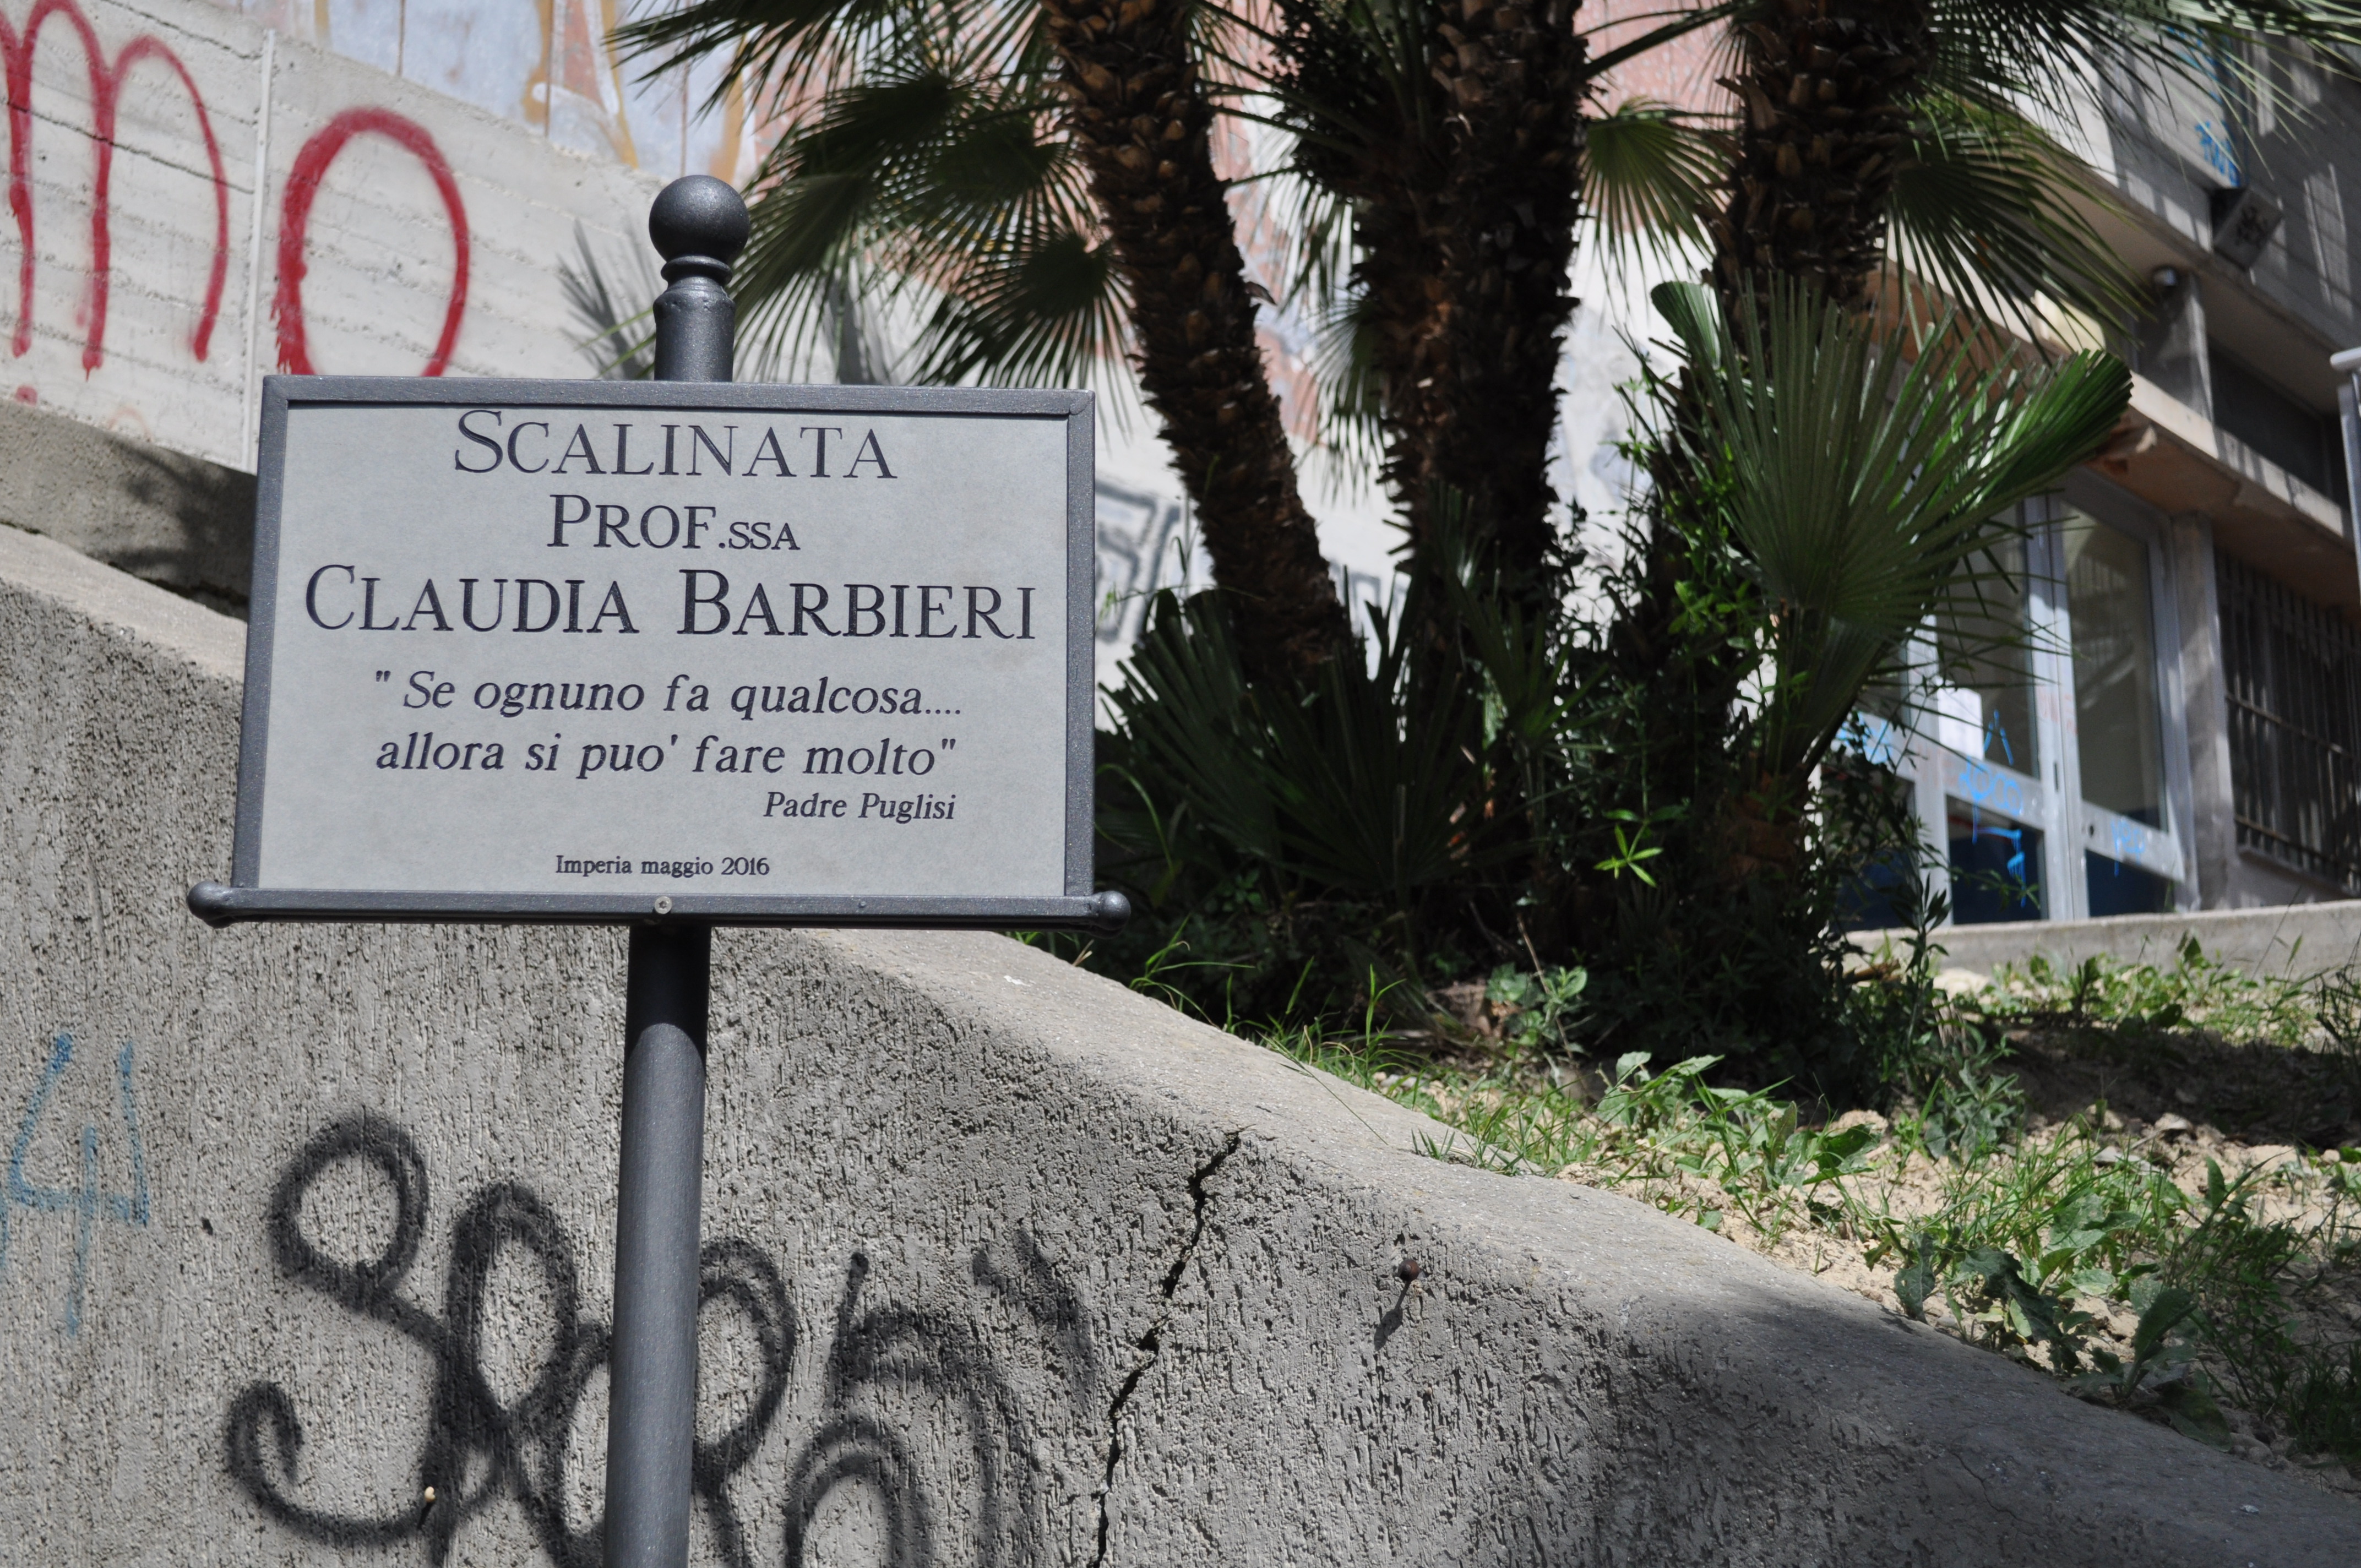 mo
SCALINATA
PROF.SSA
CLAUDIA BARBIERI
" Se ognuno fa qualcosa....
allora si puo' fare molto"
Padre Puglisi
Imperia maggio 2016